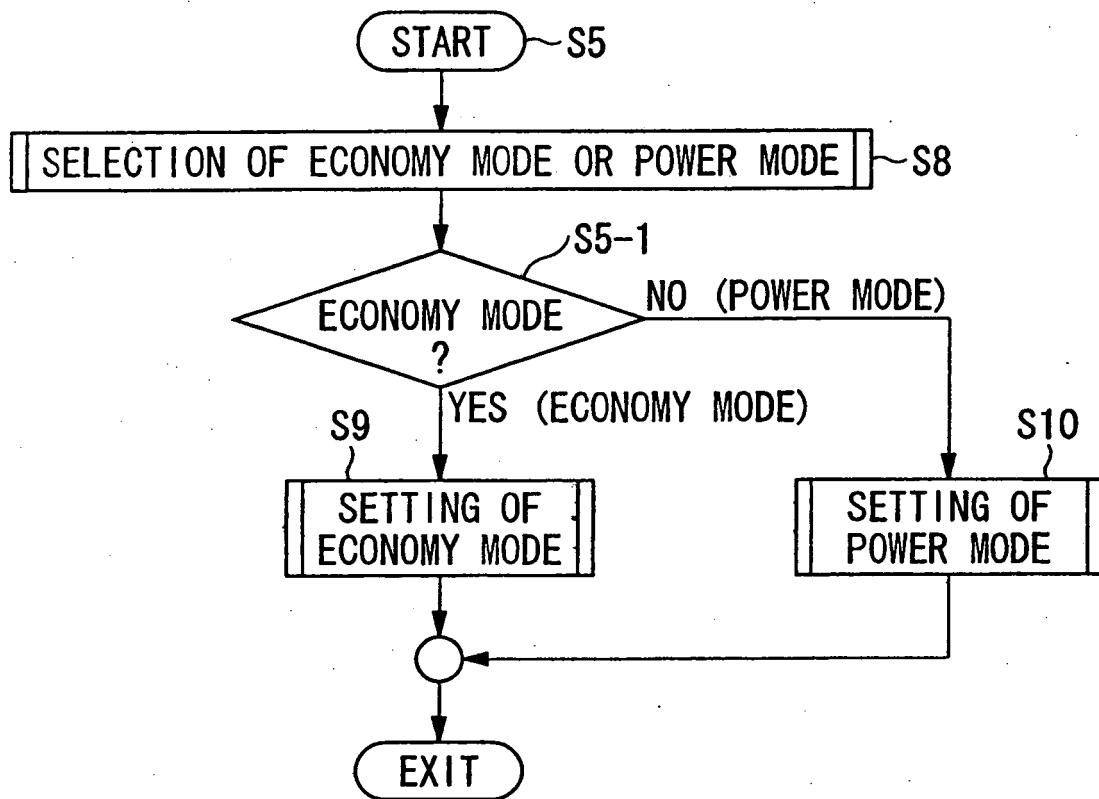 START
S5
SELECTION OF ECONOMY MODE OR POWER MODE
S8
S5-1
ECONOMY MODE
?
NO (POWER MODE)
YES (ECONOMY MODE)
S9
SETTING OF
ECONOMY MODE
S10
SETTING OF
POWER MODE
EXIT